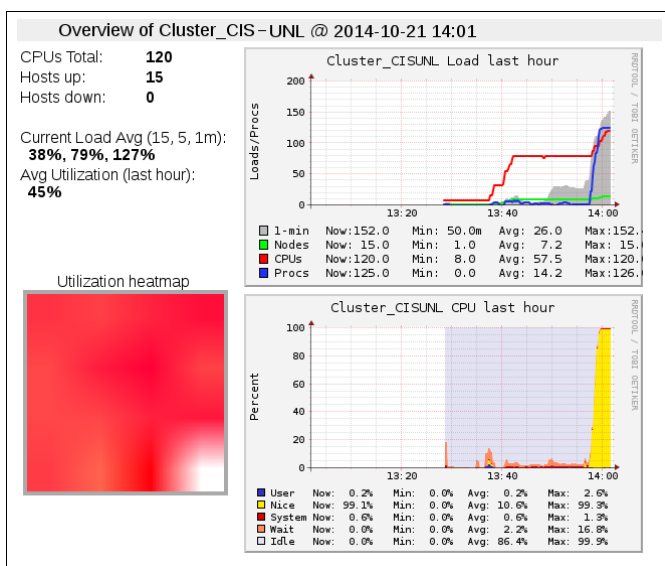 Overview of Cluster_CIS-UNL @ 2014-10-21 14:01
CPUs Total: 120
Hosts up: 15
Hosts down: 0
Current Load Avg (15, 5, 1m):
38%, 79%, 127%
Avg Utilization (last hour):
45%
Utilization heatmap
Cluster_CISUNL Load last hour
RRDTOOL / TOBI OETIKER
Loads/Procs
200
150
100
50
0
13:20 13:40 14:00
1-min Now:152.0 Min: 50.0m Avg: 26.0 Max:152.
Nodes Now: 15.0 Min: 1.0 Avg: 7.2 Max: 15.
CPUs Now:120.0 Min: 8.0 Avg: 57.5 Max:120.
Procs Now:125.0 Min: 0.0 Avg: 14.2 Max:126.
Cluster_CISUNL CPU last hour
RRDTOOL / TOBI OETIKER
Percent
100
80
60
40
20
0
13:20 13:40 14:00
User Now: 0.2% Min: 0.0% Avg: 0.2% Max: 2.6%
Nice Now: 99.1% Min: 0.0% Avg: 10.6% Max: 99.3%
System Now: 0.6% Min: 0.0% Avg: 0.6% Max: 1.3%
Wait Now: 0.0% Min: 0.0% Avg: 2.2% Max: 16.8%
Idle Now: 0.0% Min: 0.0% Avg: 86.4% Max: 99.9%